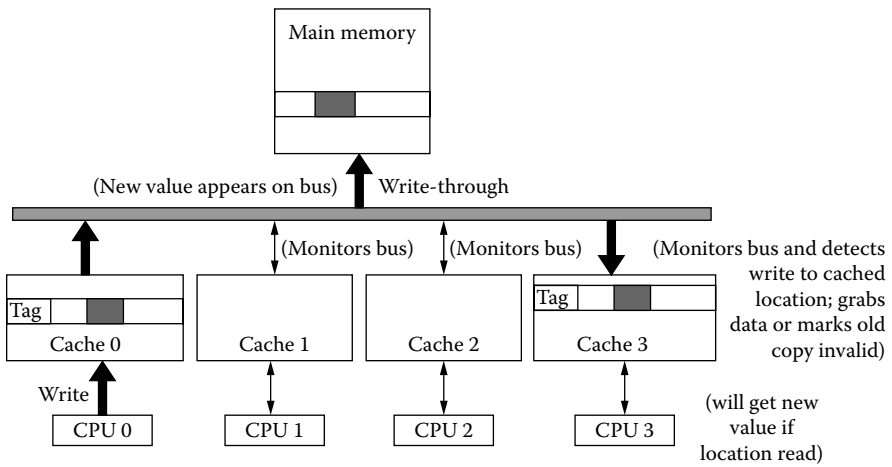 Main memory
(New value appears on bus)
Write-through
(Monitors bus)
(Monitors bus)
(Monitors bus and detects
write to cached
location; grabs
data or marks old
copy invalid)
Tag
Cache 0
Cache 1
Cache 2
Tag
Cache 3
Write
CPU 0
CPU 1
CPU 2
CPU 3
(will get new
value if
location read)